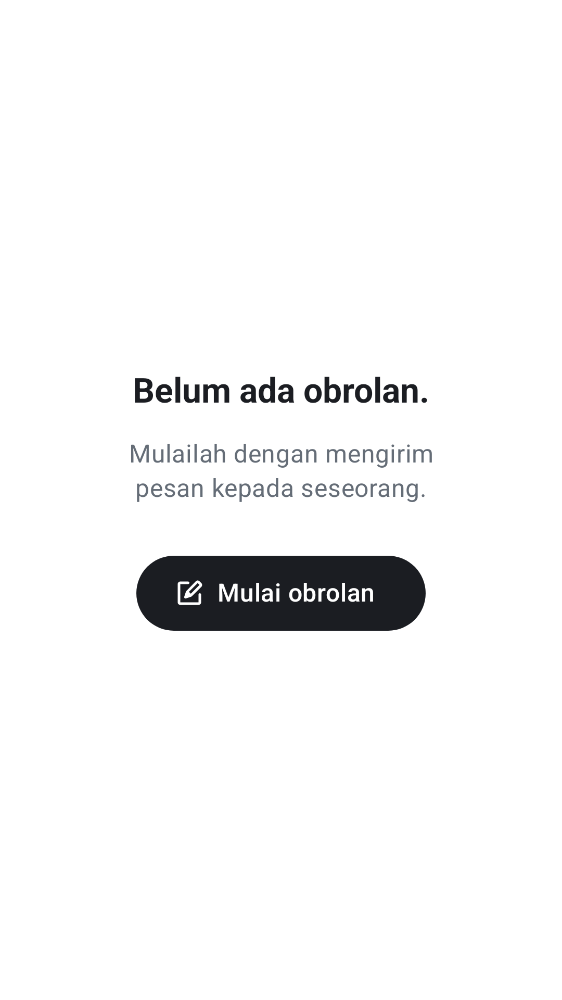 Belum ada obrolan.
Mulailah dengan mengirim
pesan kepada seseorang.
Mulai obrolan